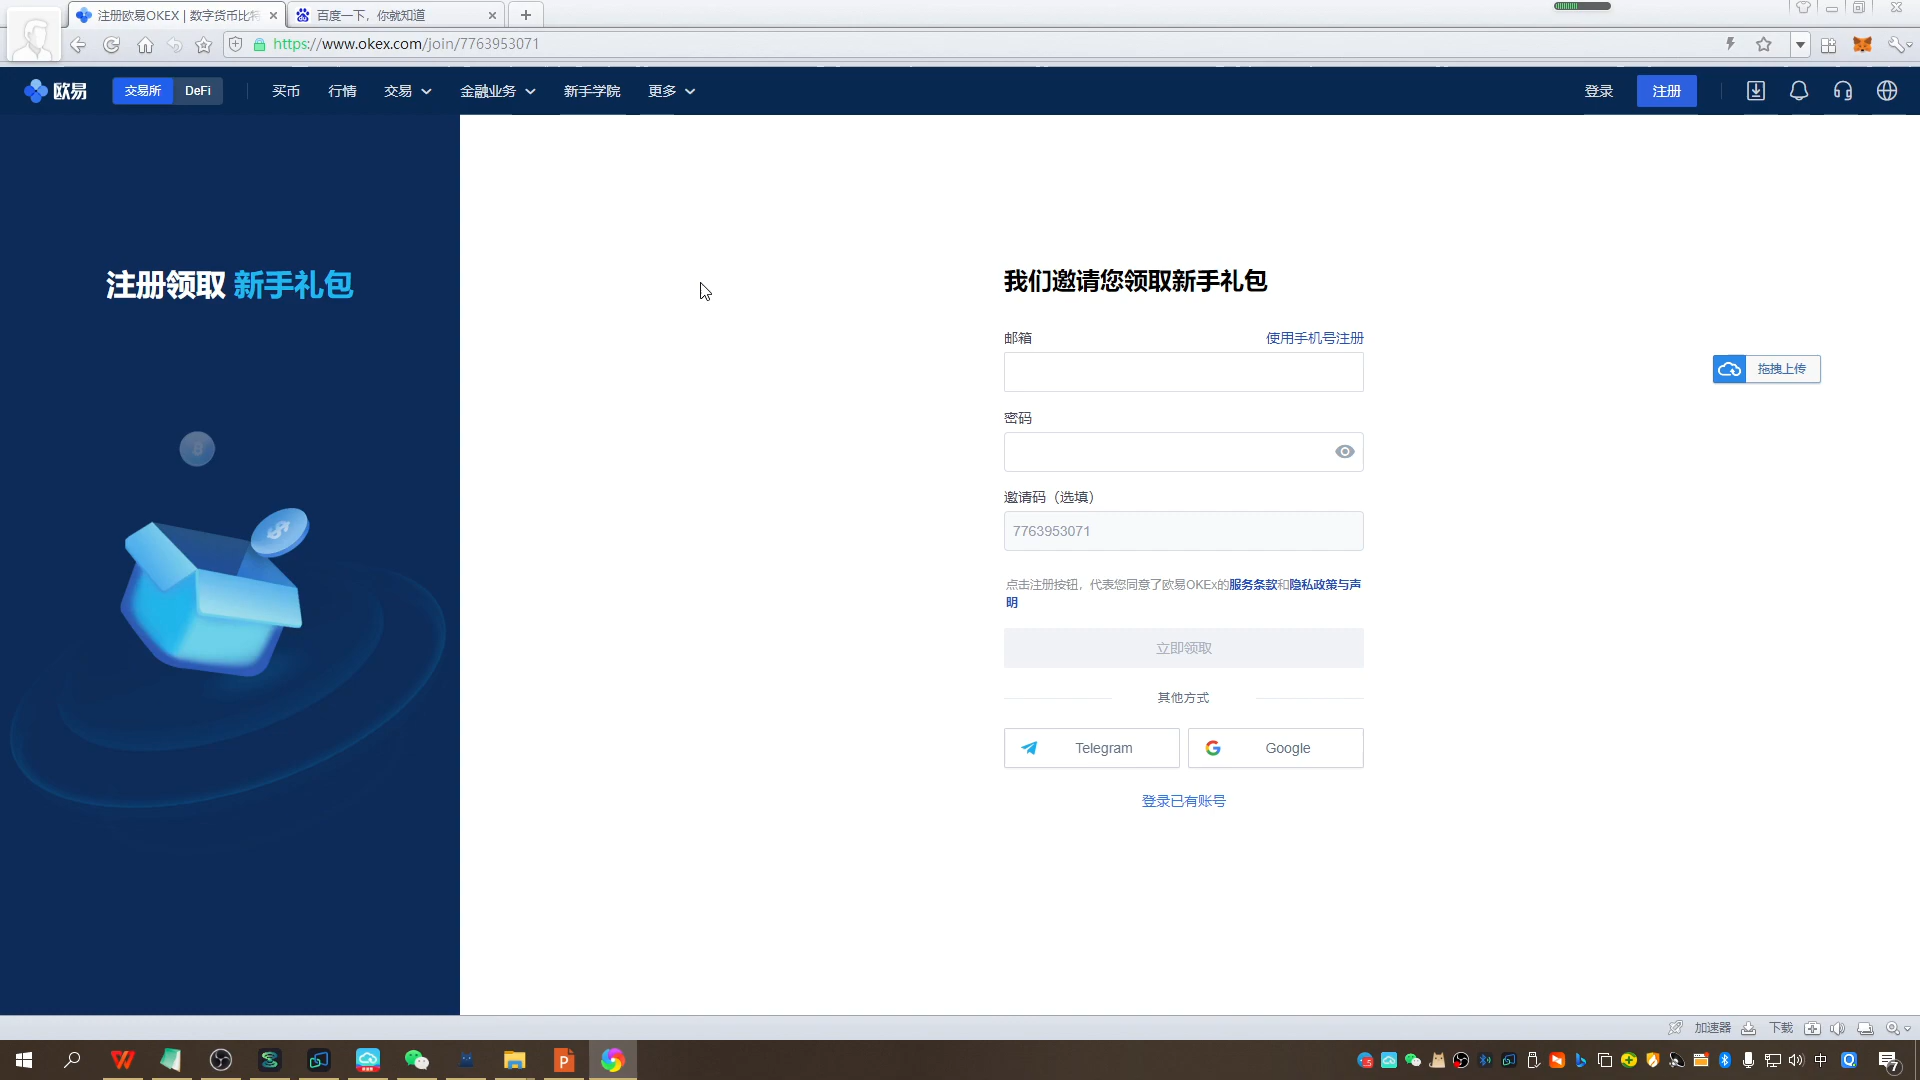 注册欧易OKEX | 数字货币比特
百度一下，你就知道
https://www.okex.com/join/7763953071
欧易
交易所
DeFi
买币
行情
交易
金融业务
新手学院
更多
登录
注册
注册领取 新手礼包
我们邀请您领取新手礼包
邮箱
使用手机号注册
拖拽上传
密码
邀请码（选填）
7763953071
点击注册按钮，代表您同意了欧易OKEx的服务条款和隐私政策与声
明
立即领取
其他方式
Telegram
Google
登录已有账号
加速器
下载
中
7